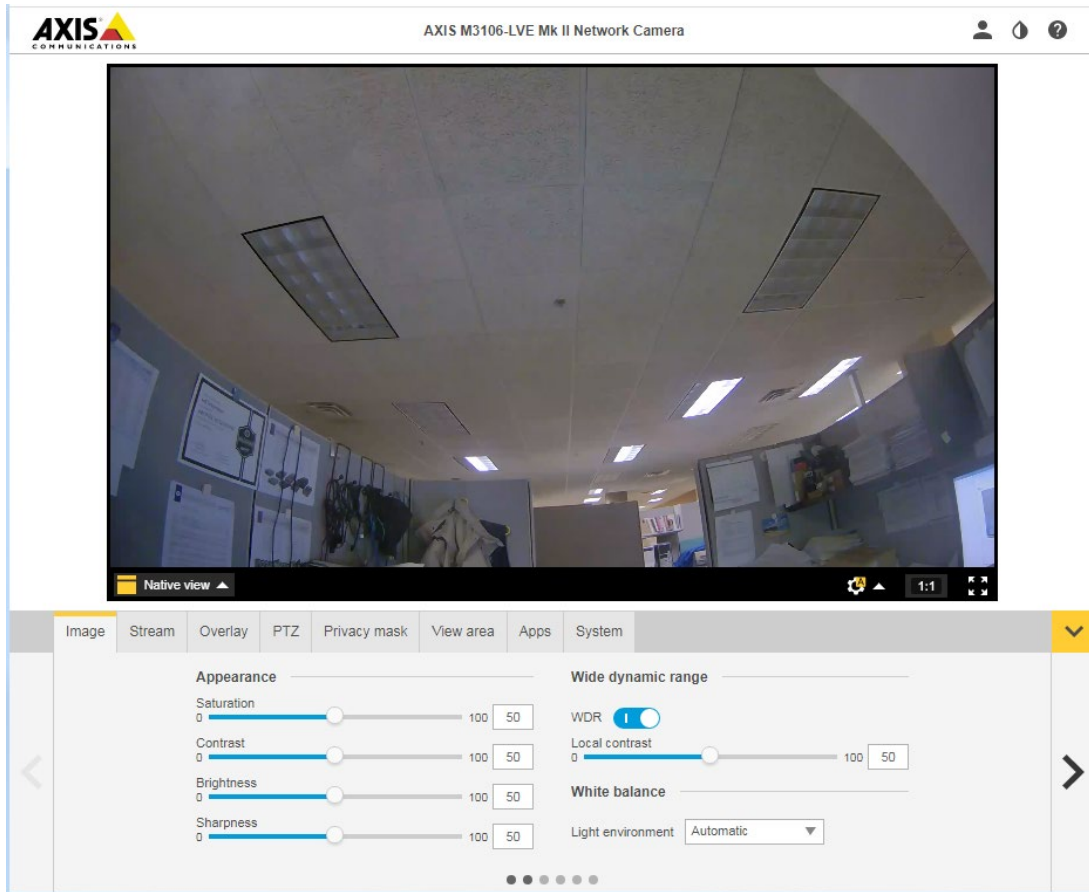 AXIS
COMMUNICATIONS
AXIS M3106-LVE Mk II Network Camera
Native view
A
1:1
Image
Stream
Overlay
PTZ
Privacy mask
View area
Apps
System
Appearance
Saturation
0 100 50
Contrast
0 100 50
Brightness
0 100 50
Sharpness
0 100 50
Wide dynamic range
WDR
Local contrast
0 100 50
White balance
Light environment Automatic